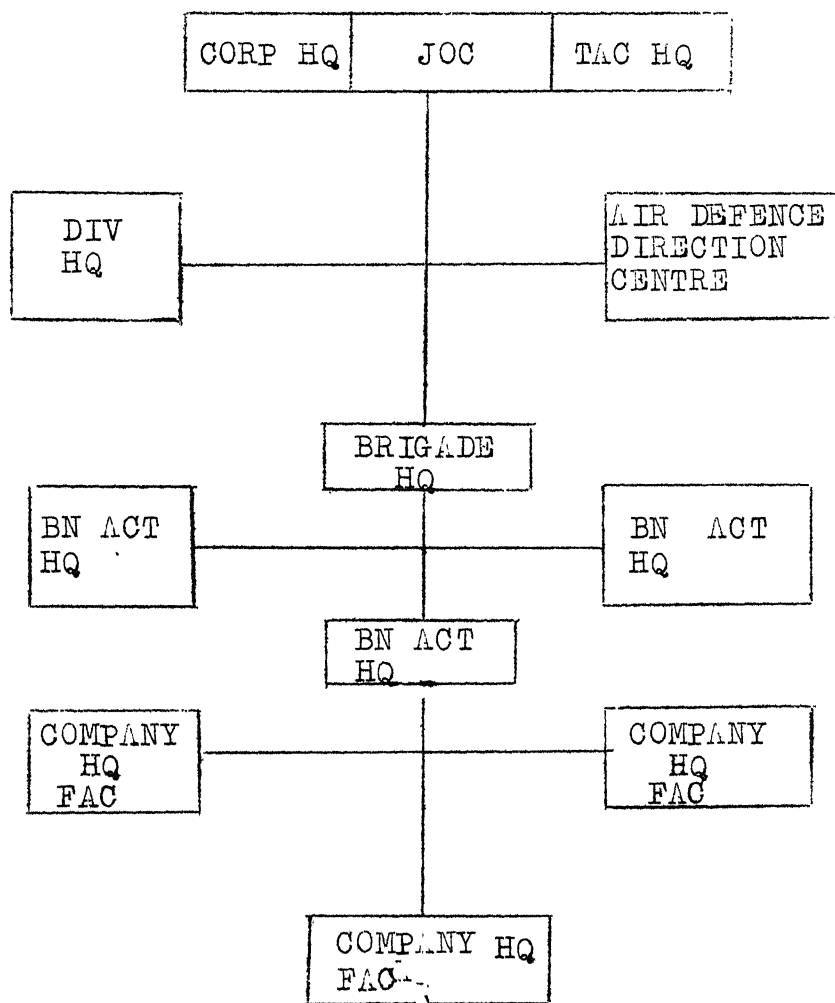 CORP HQ JOC TAC HQ
DIV
HQ
AIR DEFENCE
DIRECTION
CENTRE
BRIGADE
HQ
BN ACT
HQ
BN ACT
HQ
BN ACT
HQ
COMPANY
HQ
FAC
COMPANY
HQ
FAC
COMPANY HQ
FAC